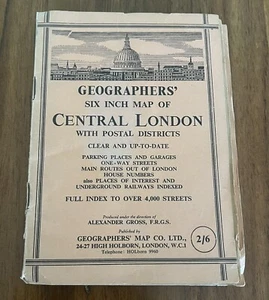 GEOGRAPHERS'
SIX INCH MAP OF
CENTRAL LONDON
WITH POSTAL DISTRICTS
CLEAR AND UP-TO-DATE
PARKING PLACES AND GARAGES
ONE-WAY STREETS
MAIN ROUTES OUT OF LONDON
HOUSE NUMBERS
also PLACES OF INTEREST AND
UNDERGROUND RAILWAYS INDEXED
FULL INDEX TO OVER 4,000 STREETS
Produced under the direction of
ALEXANDER GROSS, F.R.G.S.
Published by
GEOGRAPHERS' MAP CO. LTD.,
24-27 HIGH HOLBORN, LONDON, W.C.1
Telephone: HOLborn 9910
2/6